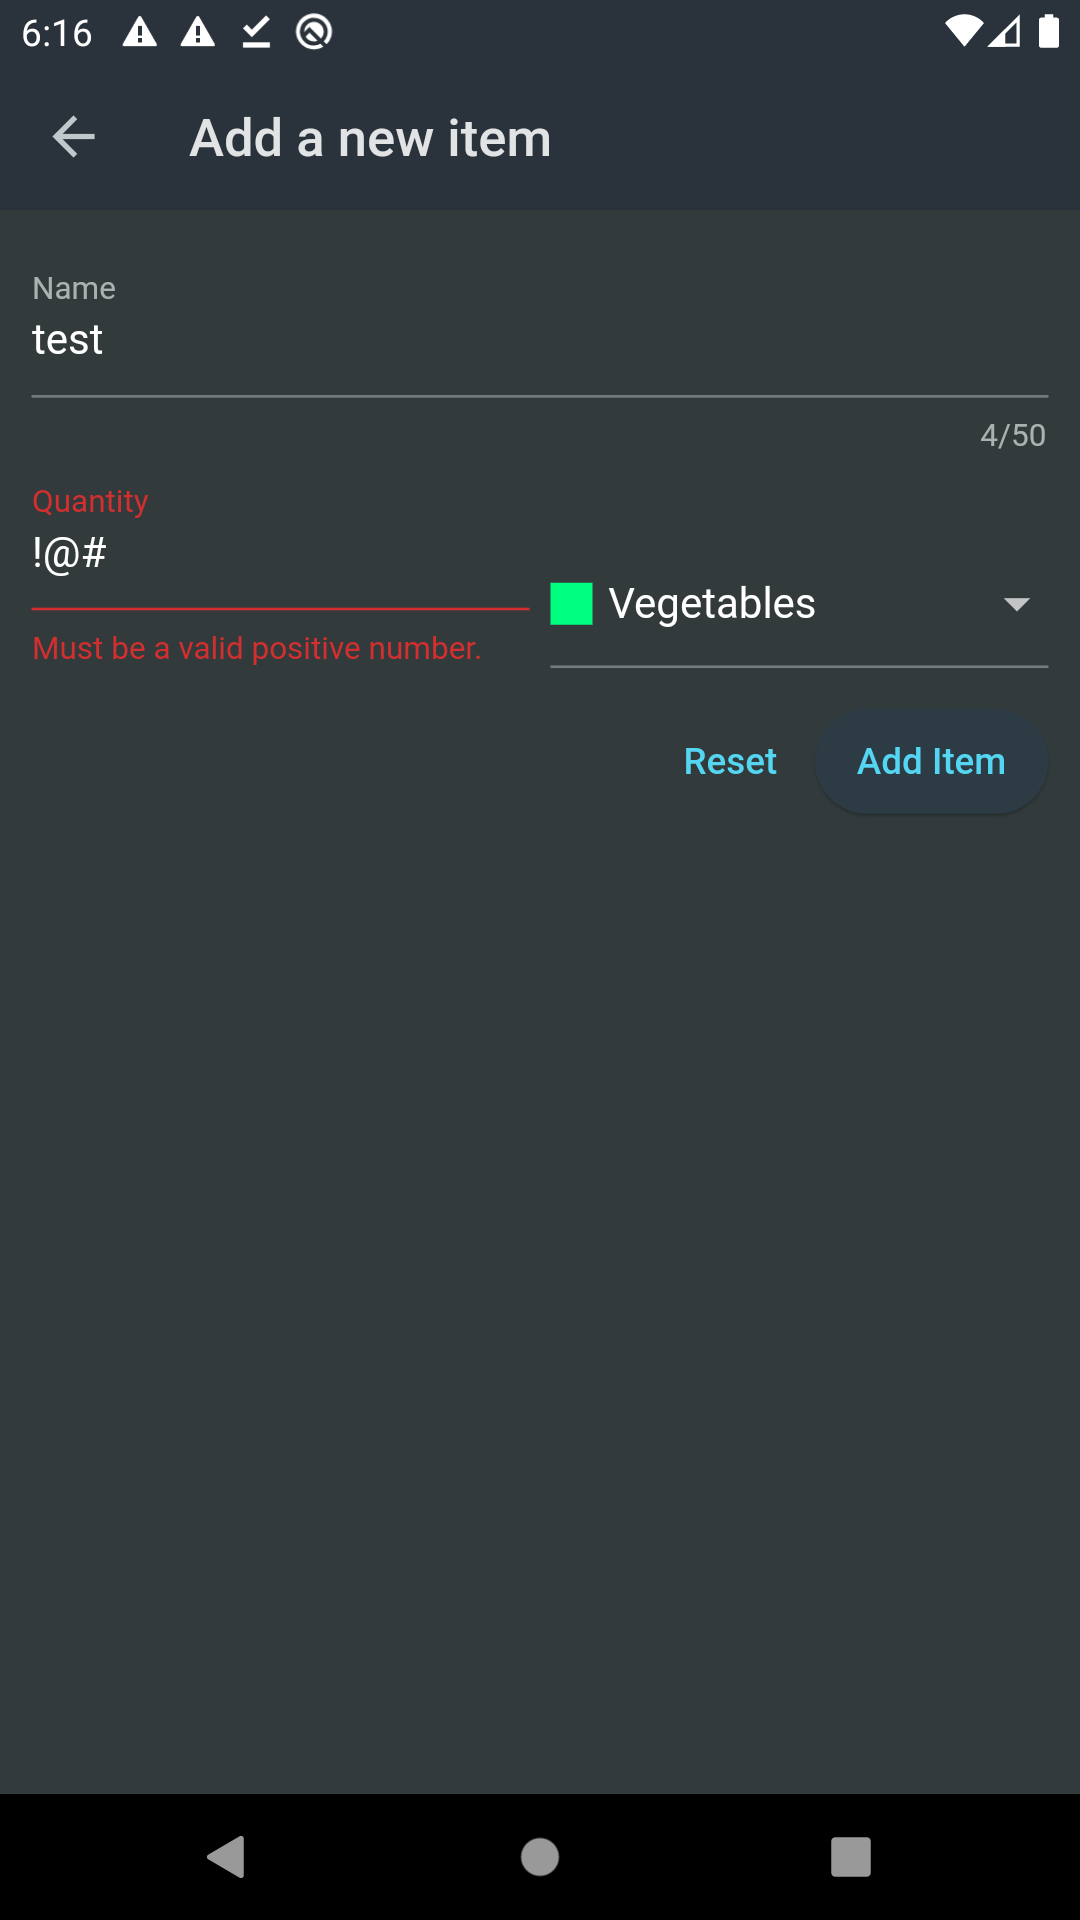 6:16
Add a new item
Name
test
4/50
Quantity
!@#
Vegetables
Must be a valid positive number.
Reset
Add Item